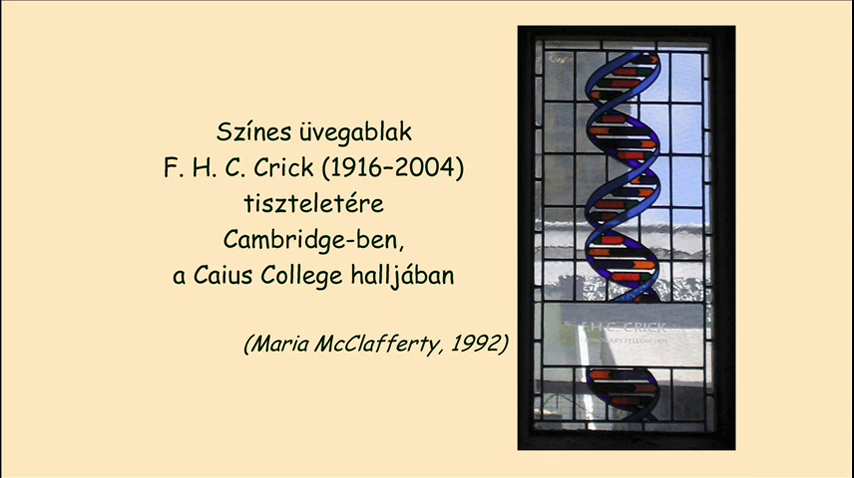 Színes üvegablak
F. H. C. Crick (1916–2004)
tiszteletére
Cambridge-ben,
a Caius College halljában
(Maria McClafferty, 1992)
F.H.C. CRICK